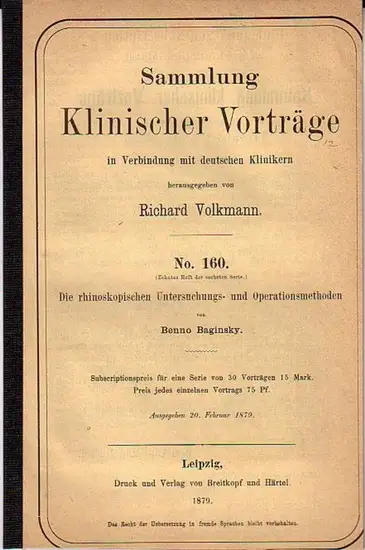 Sammlung
Klinischer Vorträge
in Verbindung mit deutschen Klinikern
herausgegeben von
Richard Volkmann.
No. 160.
(Zehntes Heft der sechsten Serie.)
Die rhinoskopischen Untersuchungs- und Operationsmethoden
von
Benno Baginsky.
Subscriptionspreis für eine Serie von 30 Vorträgen 15 Mark.
Preis jedes einzelnen Vortrags 75 Pf.
Ausgegeben 20. Februar 1879.
Leipzig,
Druck und Verlag von Breitkopf und Härtel.
1879.
Das Recht der Uebersetzung in fremde Sprachen bleibt vorbehalten.